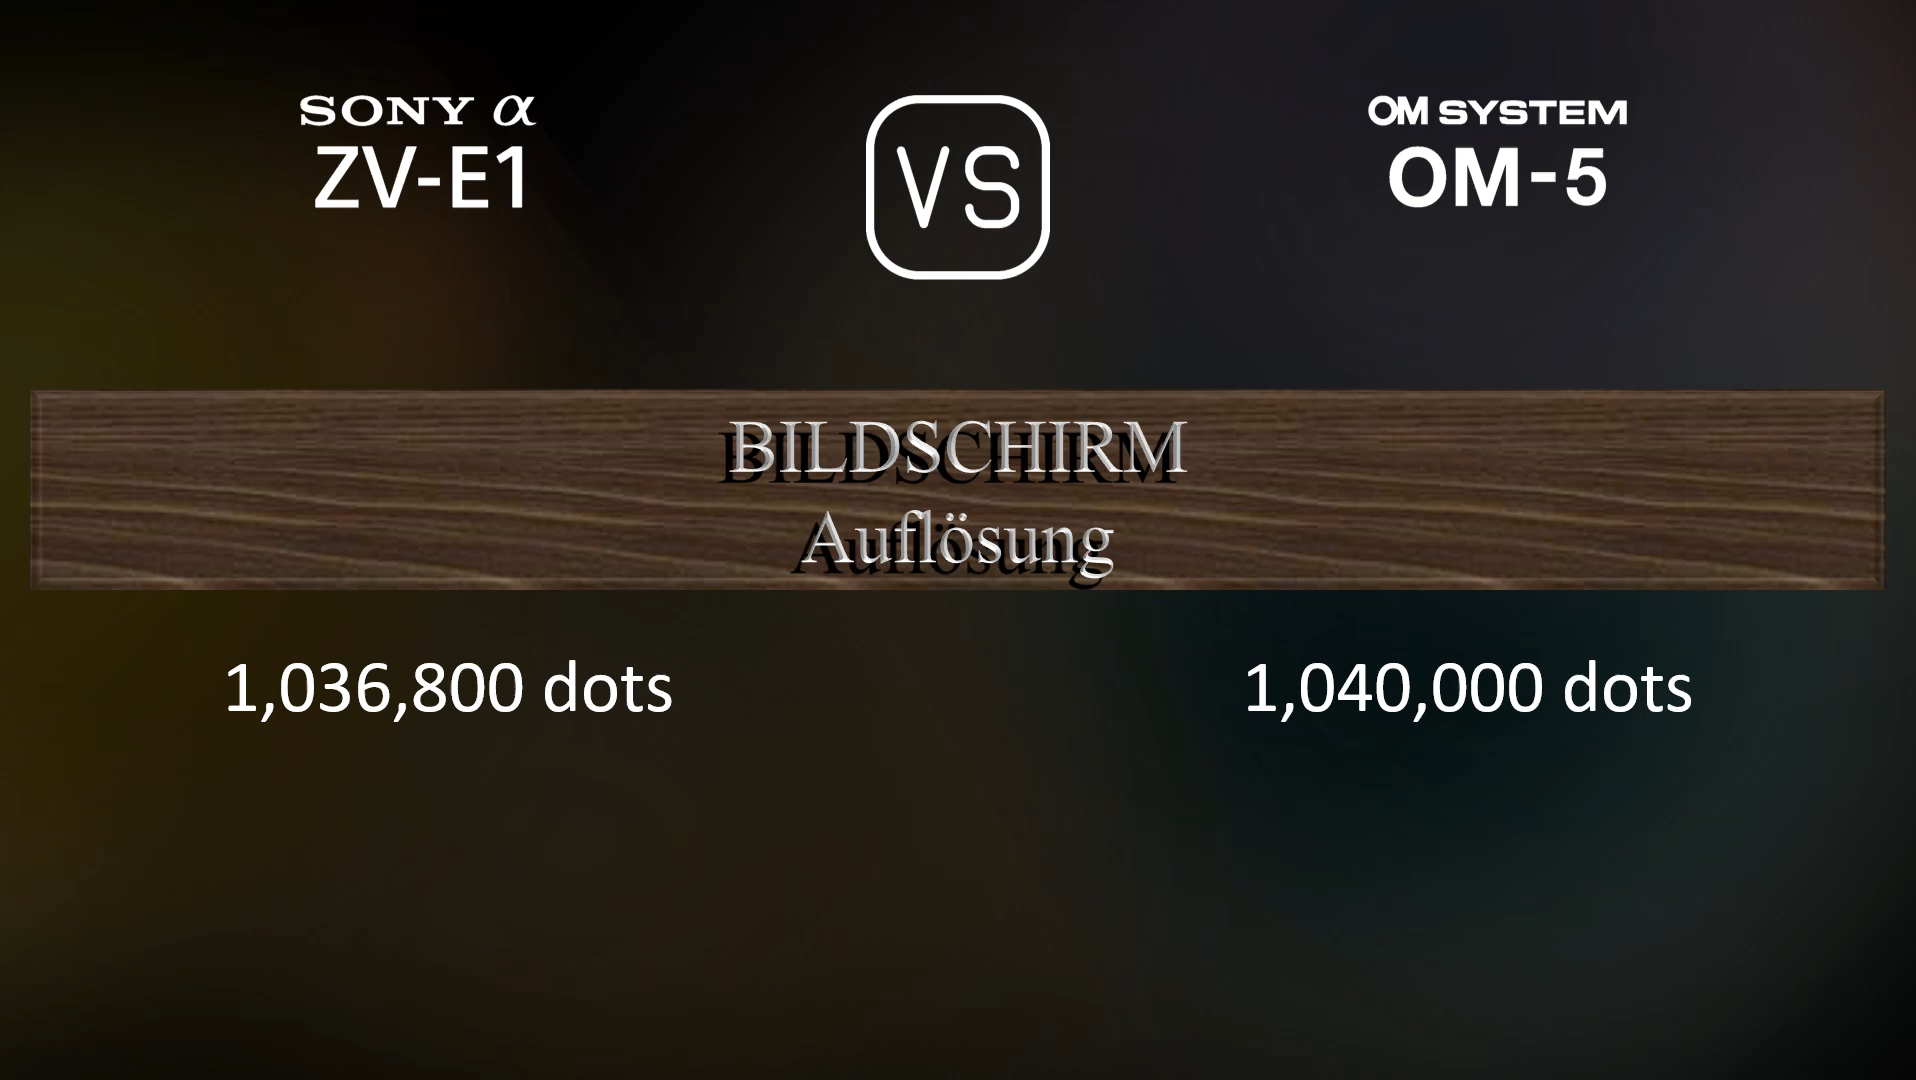 SONY α
ZV-E1
VS
OM SYSTEM
OM-5
BILDSCHIRM
Auflösung
1,036,800 dots
1,040,000 dots